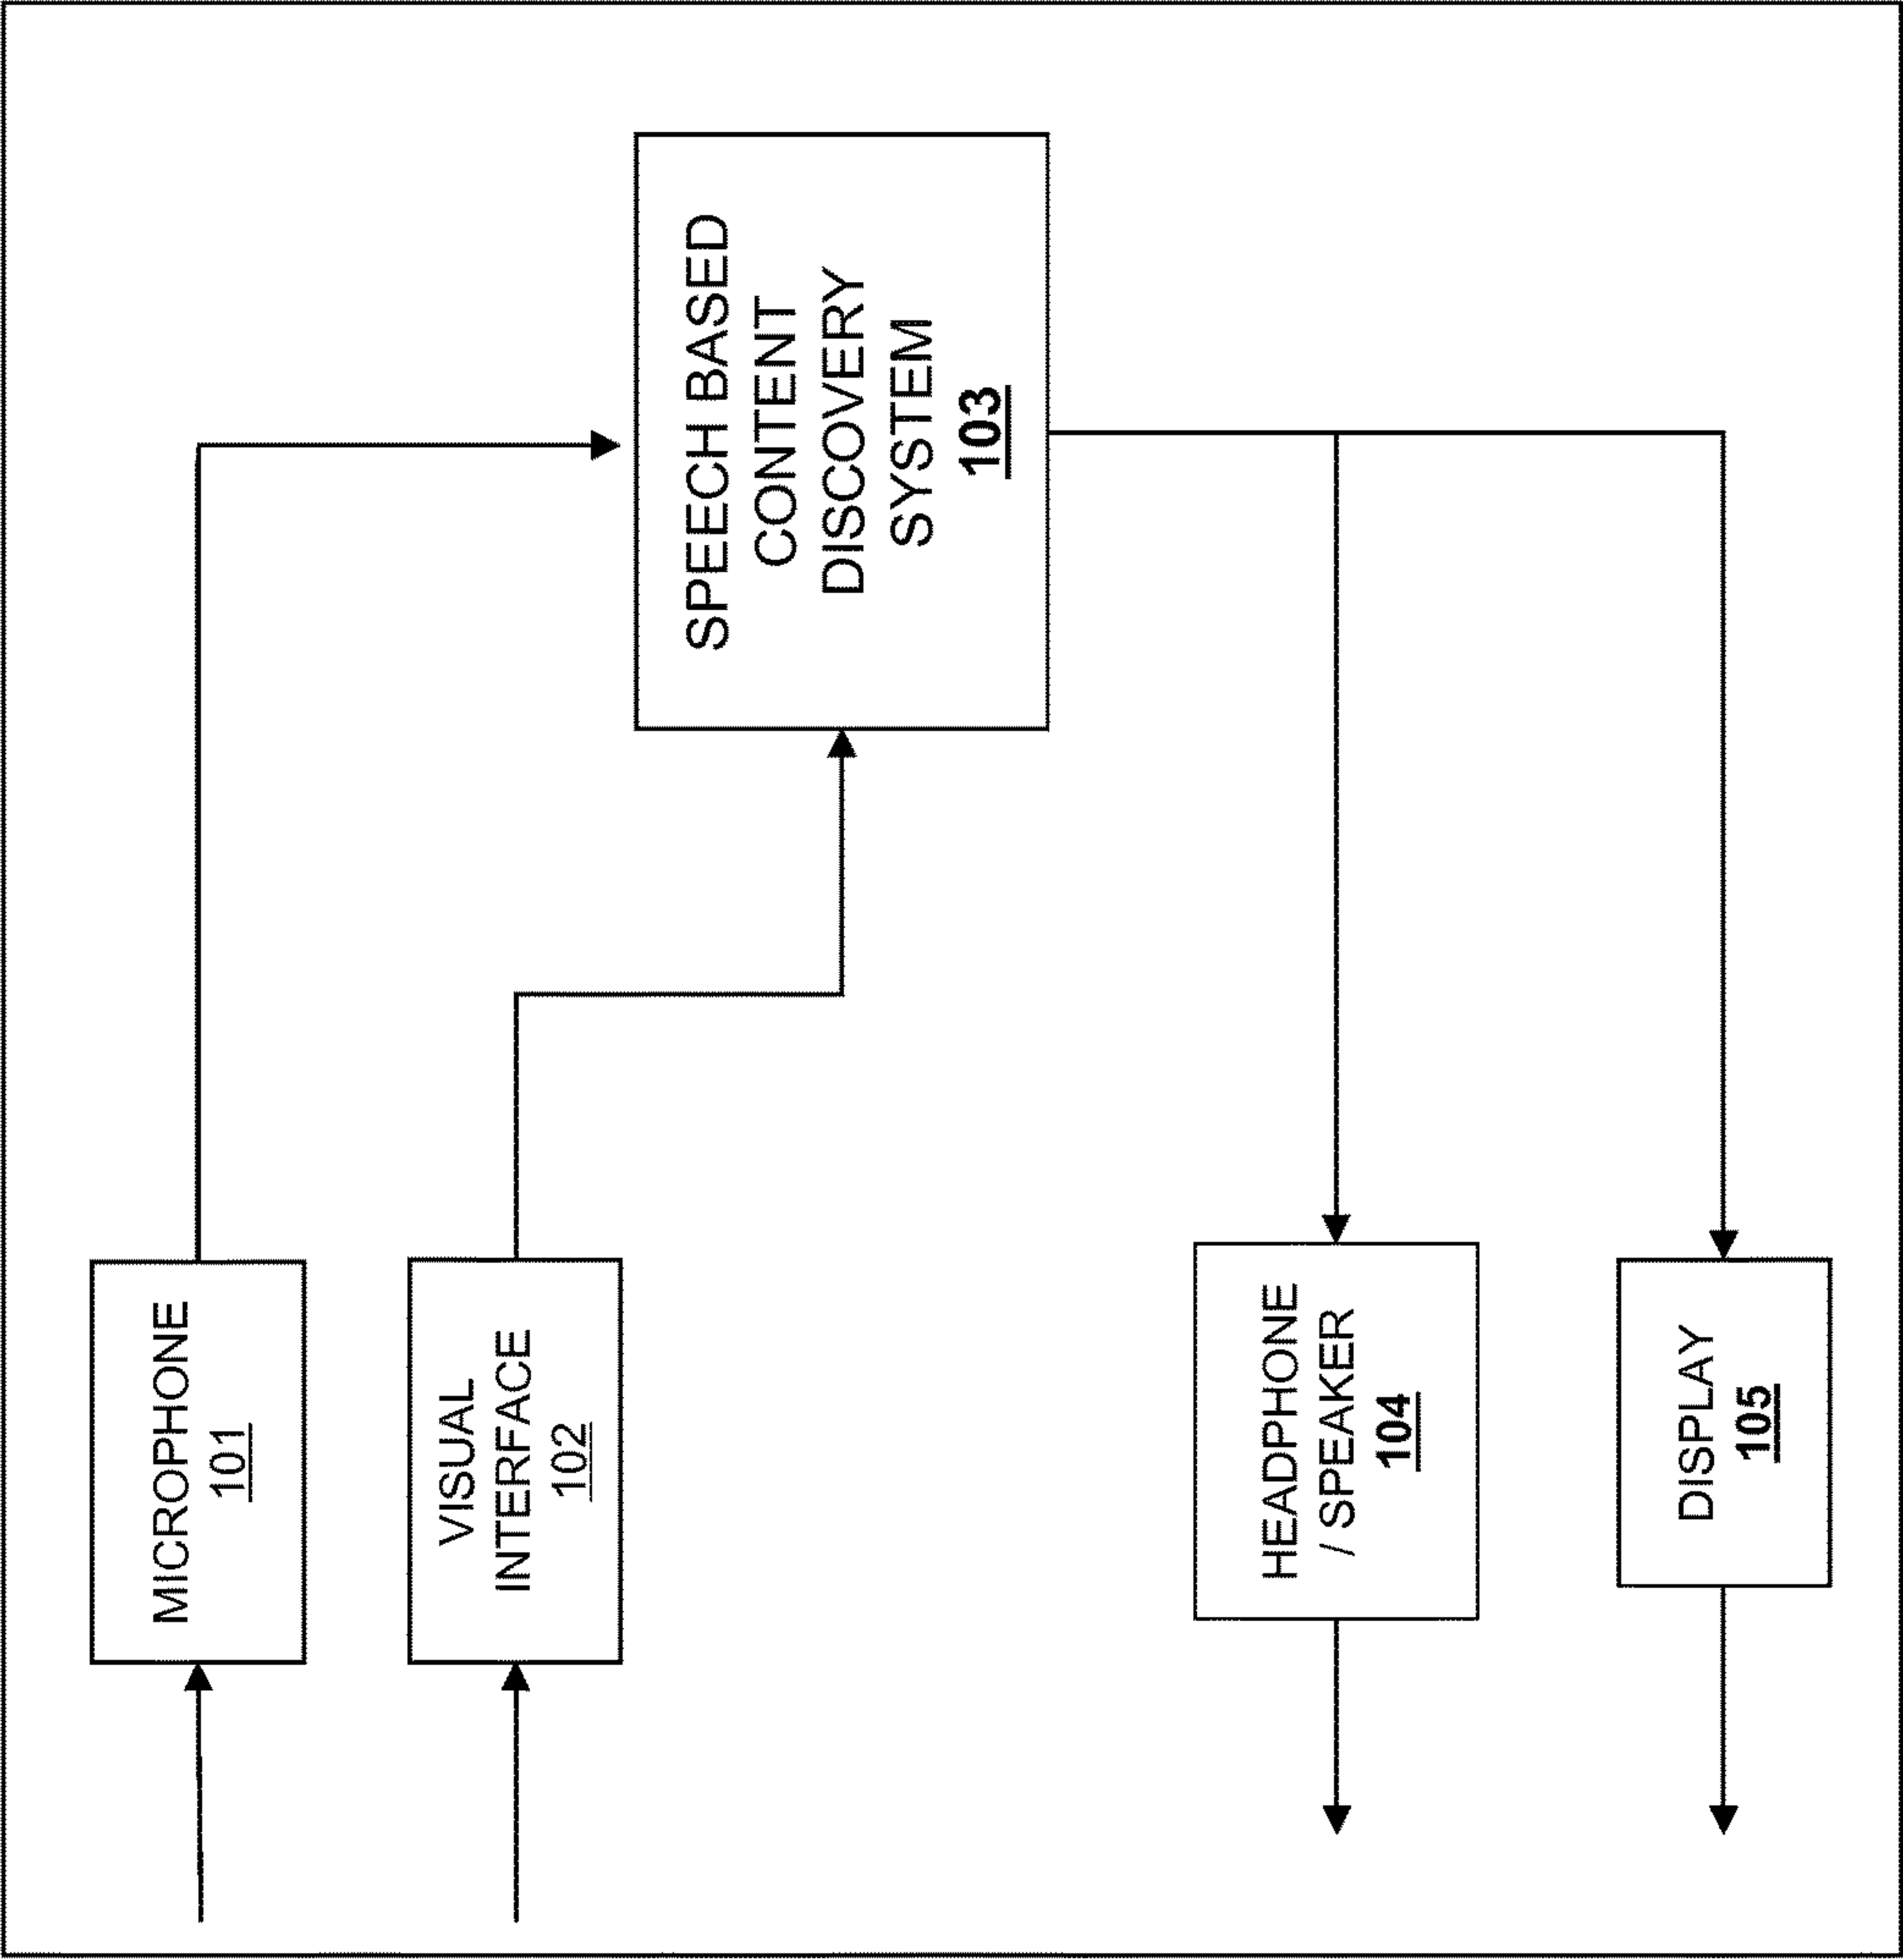 MICROPHONE
101
VISUAL
INTERFACE
102
SPEECH BASED
CONTENT
DISCOVERY
SYSTEM
103
HEADPHONE
/ SPEAKER
104
DISPLAY
105